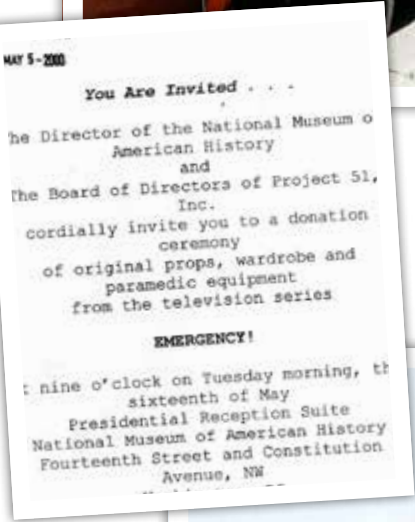 MAY 5-2000
You Are Invited . . .
he Director of the National Museum o
American History
and
The Board of Directors of Project 51,
Inc.
cordially invite you to a donation
ceremony
of original props, wardrobe and
paramedic equipment
from the television series
EMERGENCY!
nine o'clock on Tuesday morning, th
sixteenth of May
Presidential Reception Suite
National Museum of American History
Fourteenth Street and Constitution
Avenue, NW